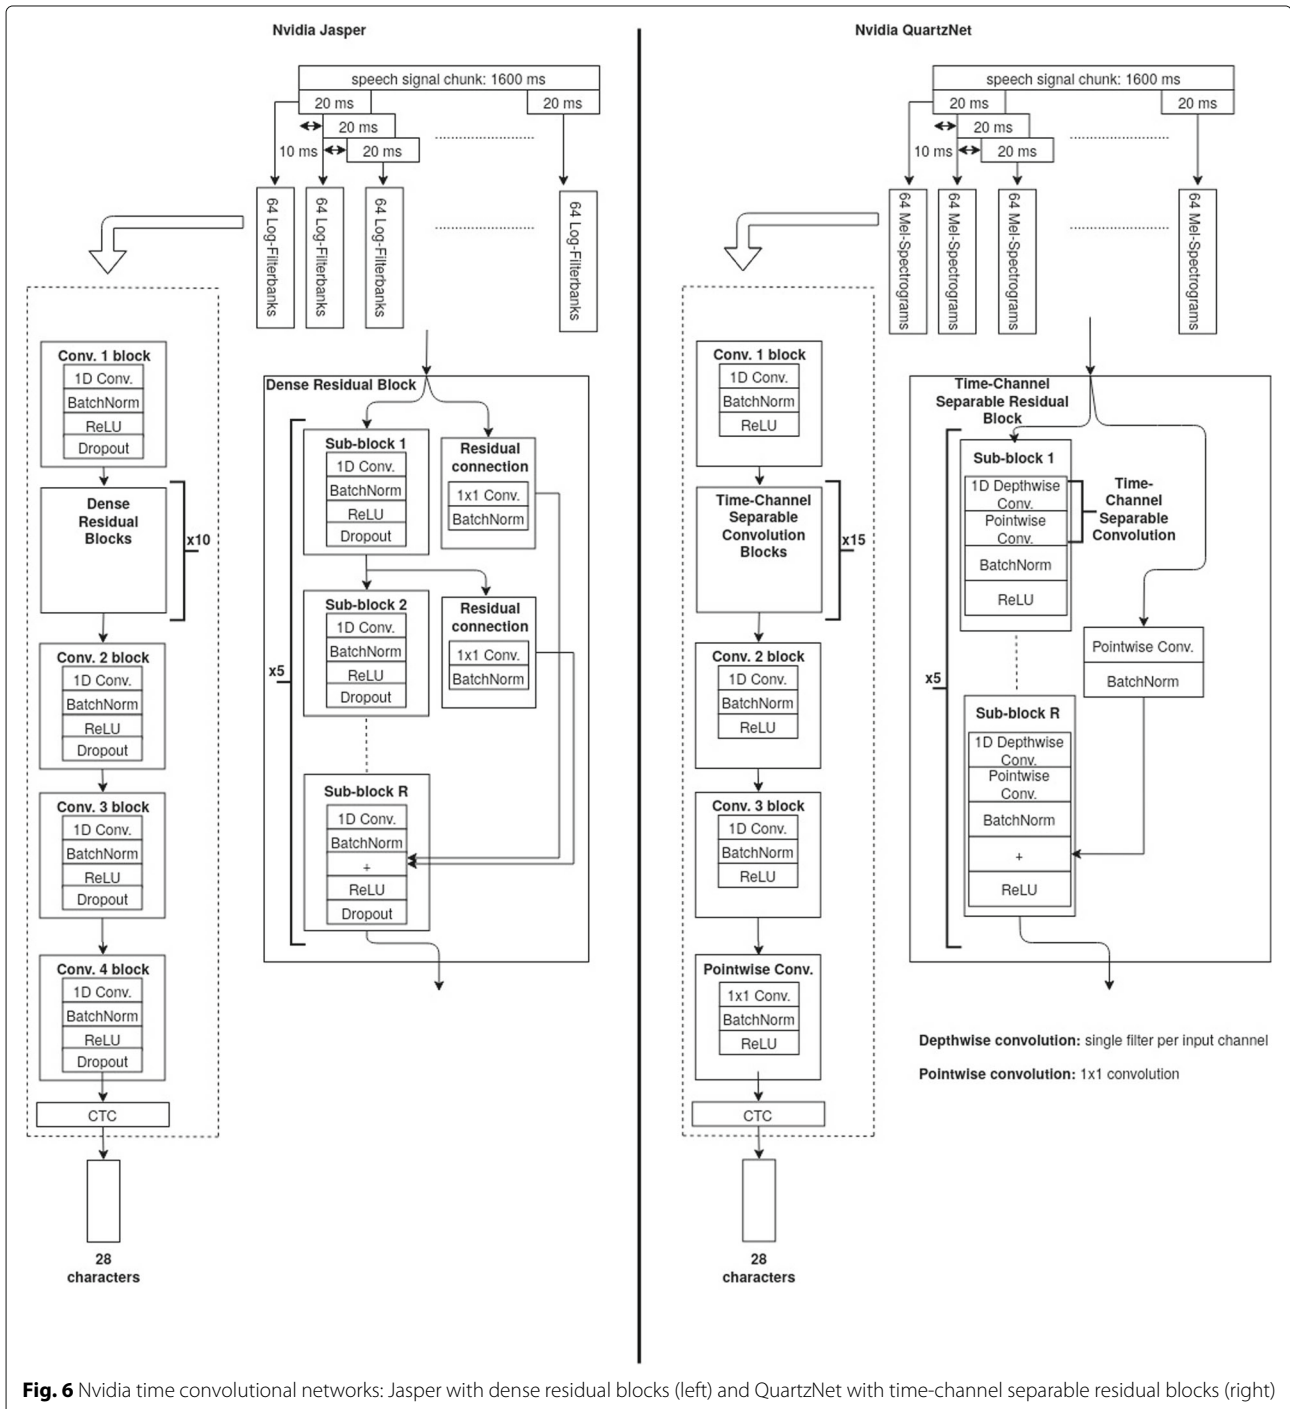 Nvidia Jasper
speech signal chunk: 1600 ms
20 ms
20 ms
20 ms
10 ms
20 ms
64 Log-Filterbanks
64 Log-Filterbanks
64 Log-Filterbanks
64 Log-Filterbanks
Conv. 1 block
1D Conv.
BatchNorm
ReLU
Dropout
Dense
Residual
Blocks
x10
Conv. 2 block
1D Conv.
BatchNorm
ReLU
Dropout
Conv. 3 block
1D Conv.
BatchNorm
ReLU
Dropout
Conv. 4 block
1D Conv.
BatchNorm
ReLU
Dropout
CTC
28
characters
Dense Residual Block
x5
Sub-block 1
1D Conv.
BatchNorm
ReLU
Dropout
Residual
connection
1x1 Conv.
BatchNorm
Sub-block 2
1D Conv.
BatchNorm
ReLU
Dropout
Residual
connection
1x1 Conv.
BatchNorm
Sub-block R
1D Conv.
BatchNorm
+
ReLU
Dropout
Nvidia QuartzNet
speech signal chunk: 1600 ms
20 ms
20 ms
20 ms
10 ms
20 ms
64 Mel-Spectrograms
64 Mel-Spectrograms
64 Mel-Spectrograms
64 Mel-Spectrograms
Conv. 1 block
1D Conv.
BatchNorm
ReLU
Time-Channel
Separable
Convolution
Blocks
x15
Conv. 2 block
1D Conv.
BatchNorm
ReLU
Conv. 3 block
1D Conv.
BatchNorm
ReLU
Pointwise Conv.
1x1 Conv.
BatchNorm
ReLU
CTC
28
characters
Time-Channel
Separable Residual
Block
x5
Sub-block 1
1D Depthwise
Conv.
Pointwise
Conv.
BatchNorm
ReLU
Time-
Channel
Separable
Convolution
Pointwise Conv.
BatchNorm
Sub-block R
1D Depthwise
Conv.
Pointwise
Conv.
BatchNorm
+
ReLU
Depthwise convolution: single filter per input channel
Pointwise convolution: 1x1 convolution
Fig. 6 Nvidia time convolutional networks: Jasper with dense residual blocks (left) and QuartzNet with time-channel separable residual blocks (right)